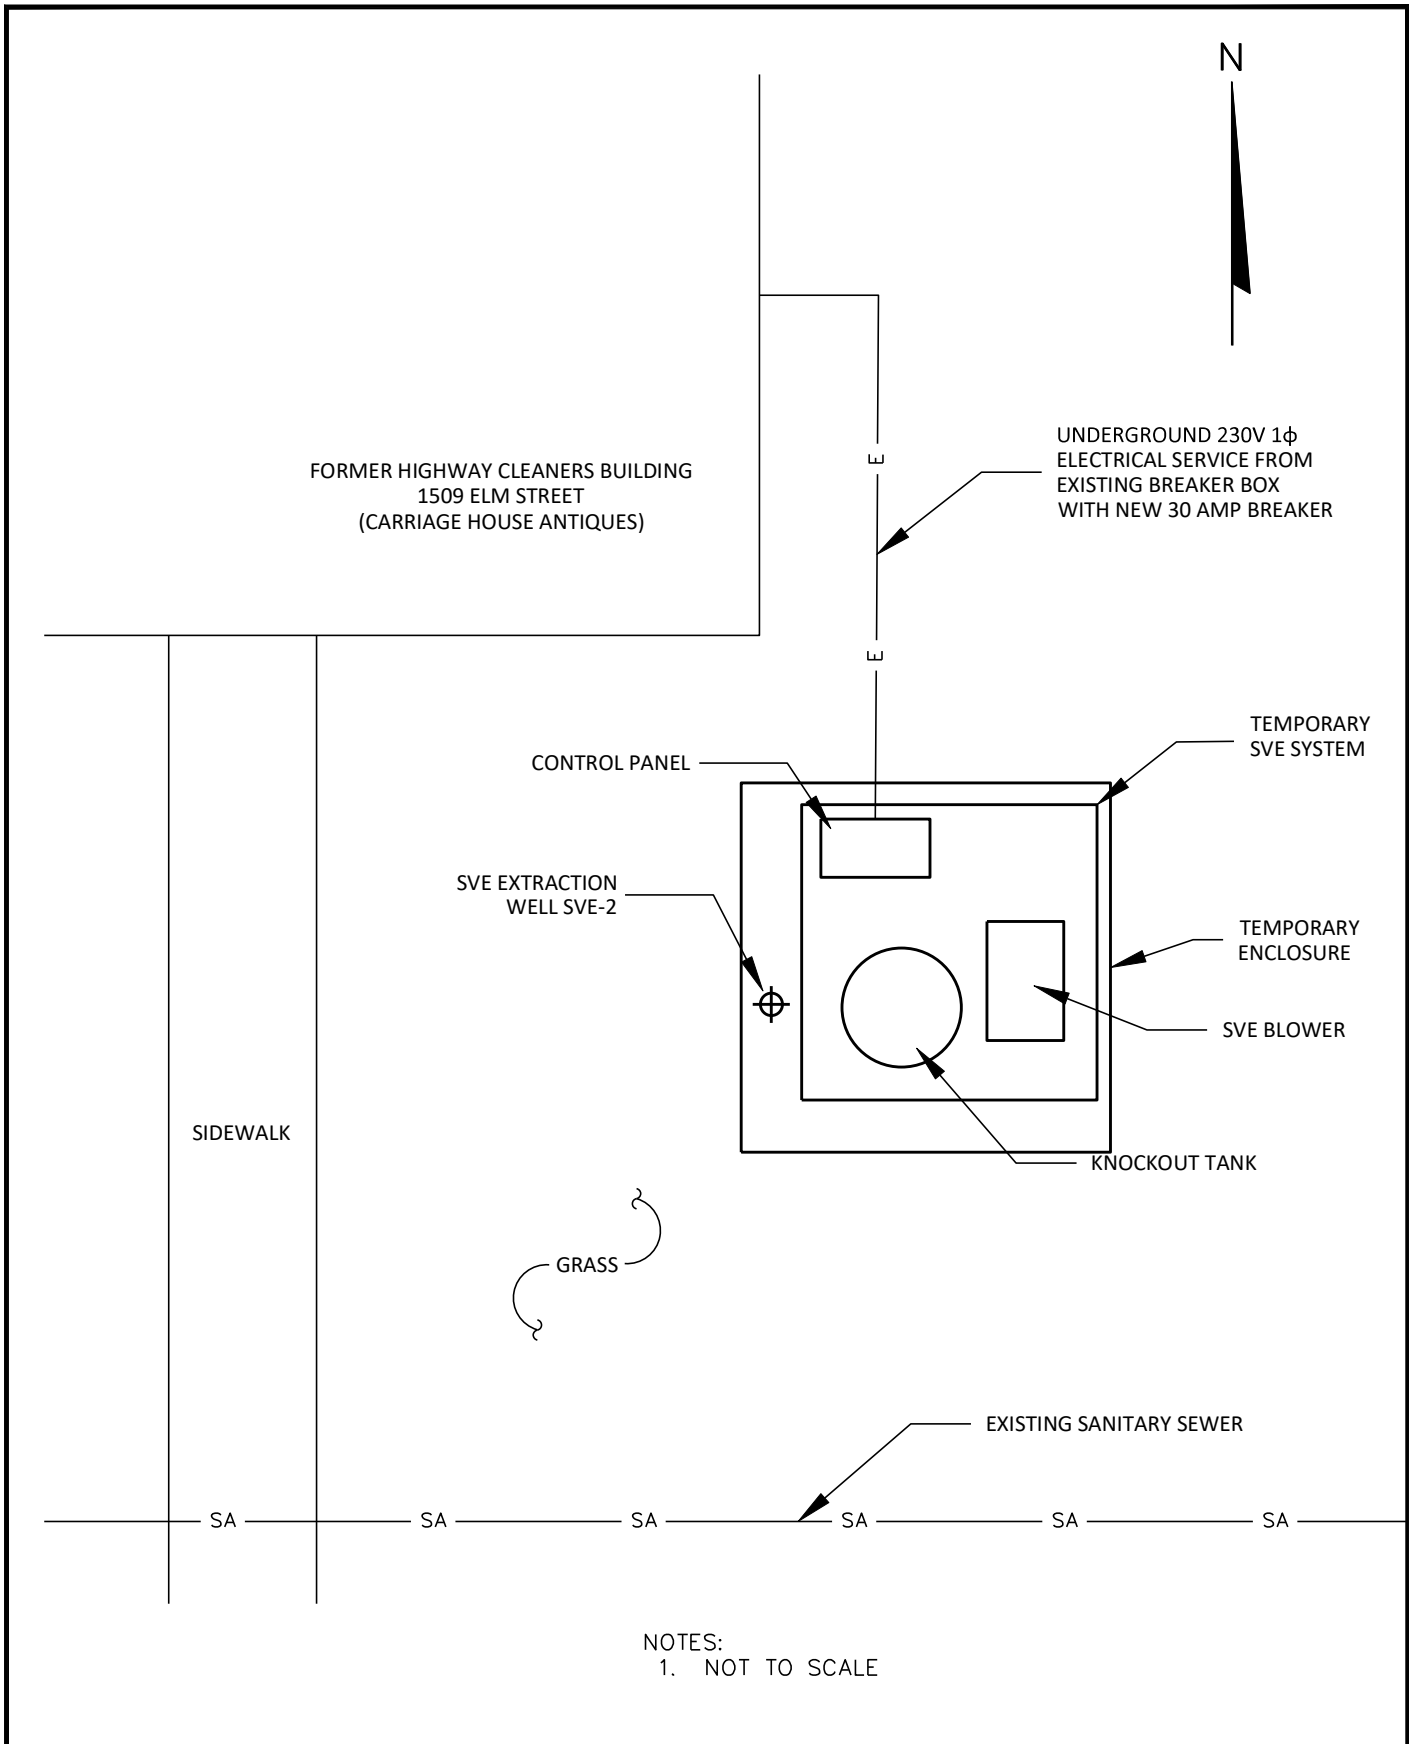 N
UNDERGROUND 230V 1ϕ
ELECTRICAL SERVICE FROM
EXISTING BREAKER BOX
WITH NEW 30 AMP BREAKER
FORMER HIGHWAY CLEANERS BUILDING
1509 ELM STREET
(CARRIAGE HOUSE ANTIQUES)
E
E
TEMPORARY
SVE SYSTEM
CONTROL PANEL
SVE EXTRACTION
WELL SVE-2
TEMPORARY
ENCLOSURE
SVE BLOWER
SIDEWALK
KNOCKOUT TANK
GRASS
EXISTING SANITARY SEWER
SA SA SA SA SA SA
NOTES:
1. NOT TO SCALE